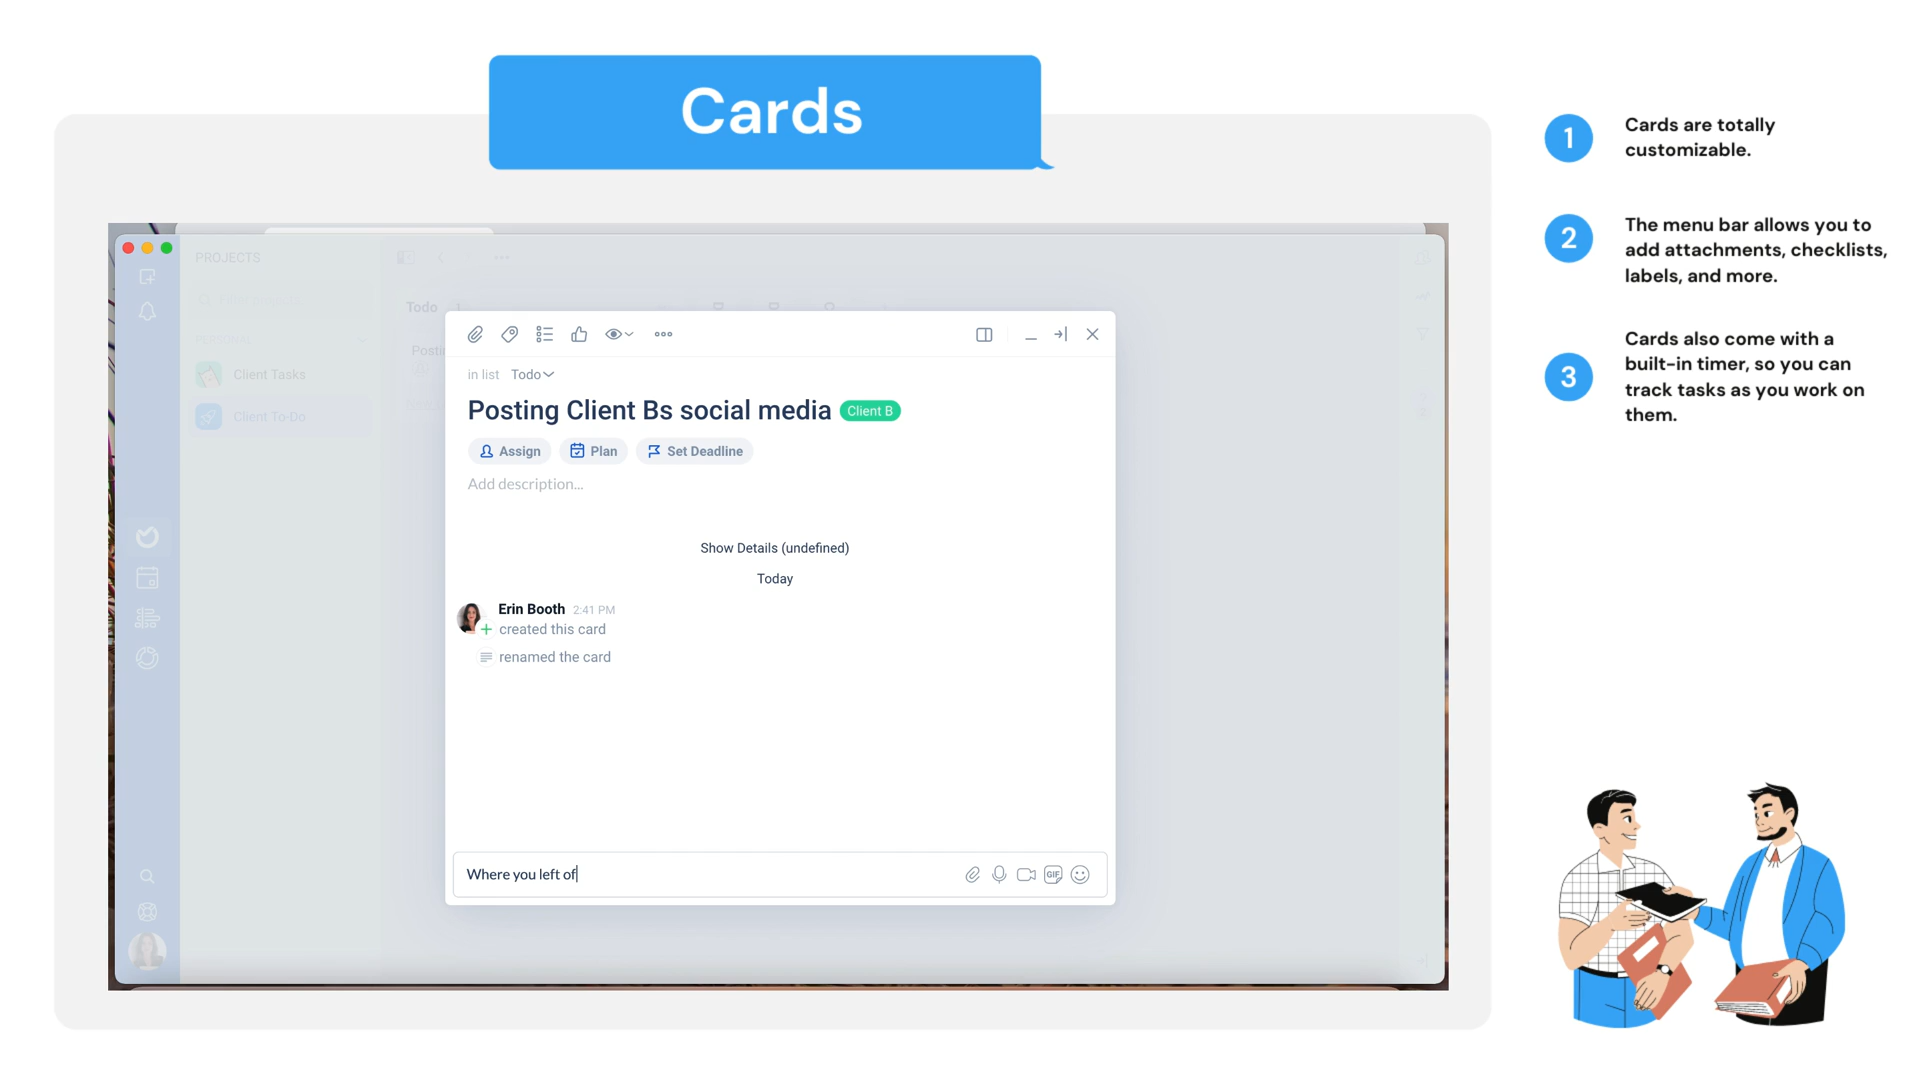 Cards
PROJECTS
PERSONAL
Client Tasks
Client To-Do
Todo
Posti
in list Todo
Posting Client Bs social media Client B
Assign Plan Set Deadline
Add description...
Show Details (undefined)
Today
Erin Booth 2:41 PM
created this card
renamed the card
Where you left of
GIF
1
Cards are totally
customizable.
2
The menu bar allows you to
add attachments, checklists,
labels, and more.
3
Cards also come with a
built-in timer, so you can
track tasks as you work on
them.